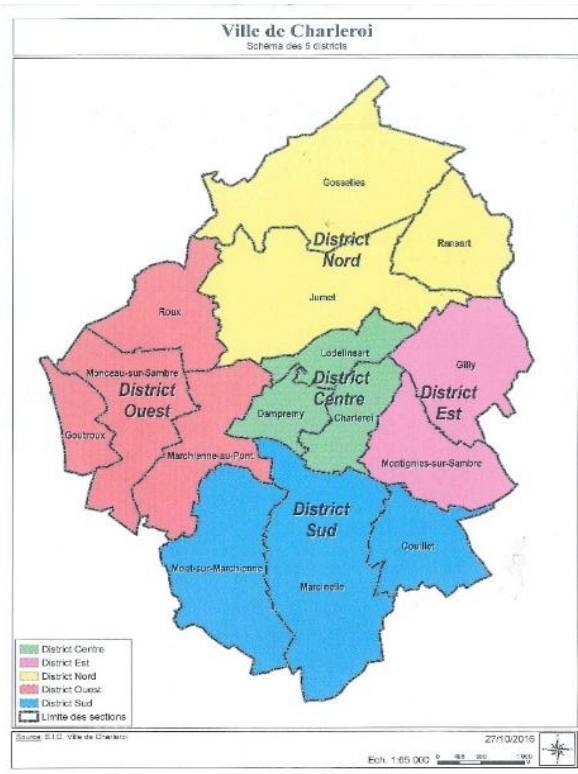 Ville de Charleroi
Schéma des 5 districts
Gosselies
District
Nord
Ransart
Jumet
Roux
Lodelinsart
Gilly
Monceau-sur-Sambre
District
Ouest
District
Centre
District
Est
Dampremy
Charleroi
Goutroux
Marchienne-au-Pont
Montignies-sur-Sambre
District
Sud
Couillet
Mont-sur-Marchienne
Marcinelle
District Centre
District Est
District Nord
District Ouest
District Sud
Limite des sections
Source: S.I.G. Ville de Charleroi
27/10/2016
Ech. 1:65 000
0